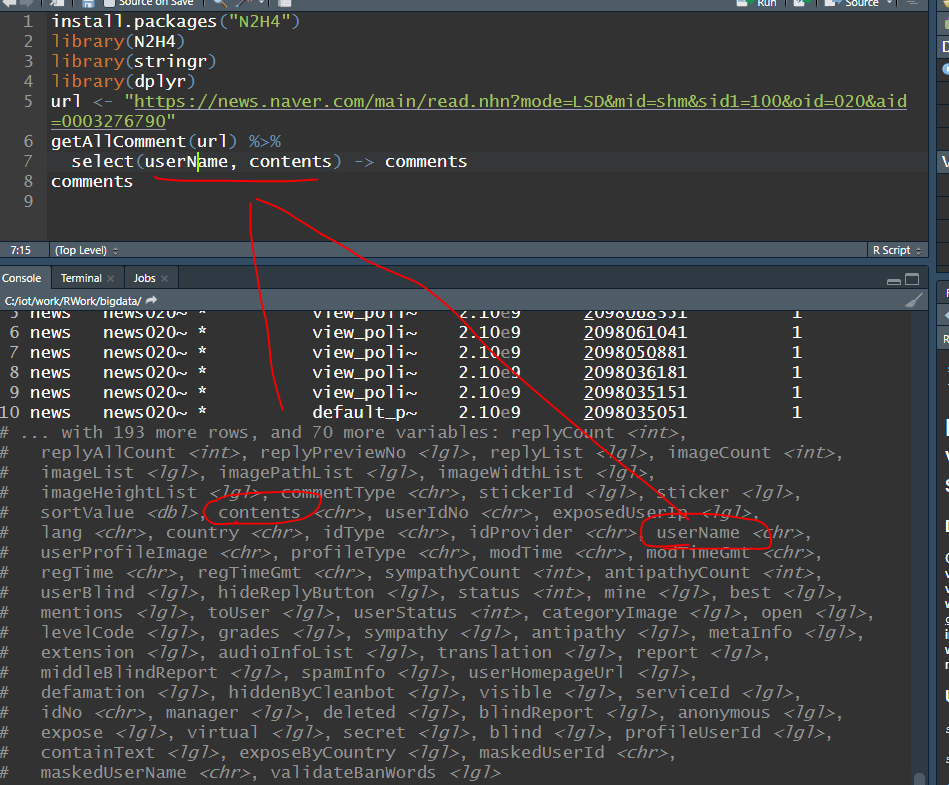 Source on Save
Run
Source
1 install.packages("N2H4")
2 library(N2H4)
3 library(stringr)
4 library(dplyr)
5 url <- "https://news.naver.com/main/read.nhn?mode=LSD&mid=shm&sid1=100&oid=020&aid
=0003276790"
6 getAllComment(url) %>%
7 select(userName, contents) -> comments
8 comments
9
7:15 (Top Level) R Script
Console Terminal Jobs
C:/iot/work/RWork/bigdata/
5 news news020~ * view_poli~ 2.10e9 2098068351 1
6 news news020~ * view_poli~ 2.10e9 2098061041 1
7 news news020~ * view_poli~ 2.10e9 2098050881 1
8 news news020~ * view_poli~ 2.10e9 2098036181 1
9 news news020~ * view_poli~ 2.10e9 2098035151 1
10 news news020~ * default_p~ 2.10e9 2098035051 1
# ... with 193 more rows, and 70 more variables: replyCount <int>,
# replyAllCount <int>, replyPreviewNo <lgl>, replyList <lgl>, imageCount <int>,
# imageList <lgl>, imagePathList <lgl>, imageWidthList <lgl>,
# imageHeightList <lgl>, commentType <chr>, stickerId <lgl>, sticker <lgl>,
# sortValue <dbl>, contents <chr>, userIdNo <chr>, exposedUserIp <lgl>,
# lang <chr>, country <chr>, idType <chr>, idProvider <chr>, userName <chr>,
# userProfileImage <chr>, profileType <chr>, modTime <chr>, modTimeGmt <chr>,
# regTime <chr>, regTimeGmt <chr>, sympathyCount <int>, antipathyCount <int>,
# userBlind <lgl>, hideReplyButton <lgl>, status <int>, mine <lgl>, best <lgl>,
# mentions <lgl>, toUser <lgl>, userStatus <int>, categoryImage <lgl>, open <lgl>,
# levelCode <lgl>, grades <lgl>, sympathy <lgl>, antipathy <lgl>, metaInfo <lgl>,
# extension <lgl>, audioInfoList <lgl>, translation <lgl>, report <lgl>,
# middleBlindReport <lgl>, spamInfo <lgl>, userHomepageUrl <lgl>,
# defamation <lgl>, hiddenByCleanbot <lgl>, visible <lgl>, serviceId <lgl>,
# idNo <chr>, manager <lgl>, deleted <lgl>, blindReport <lgl>, anonymous <lgl>,
# expose <lgl>, virtual <lgl>, secret <lgl>, blind <lgl>, profileUserId <lgl>,
# containText <lgl>, exposeByCountry <lgl>, maskedUserId <chr>,
# maskedUserName <chr>, validateBanWords <lgl>